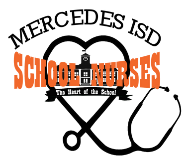 MERCEDES ISD
SCHOOL NURSES
The Heart of the School